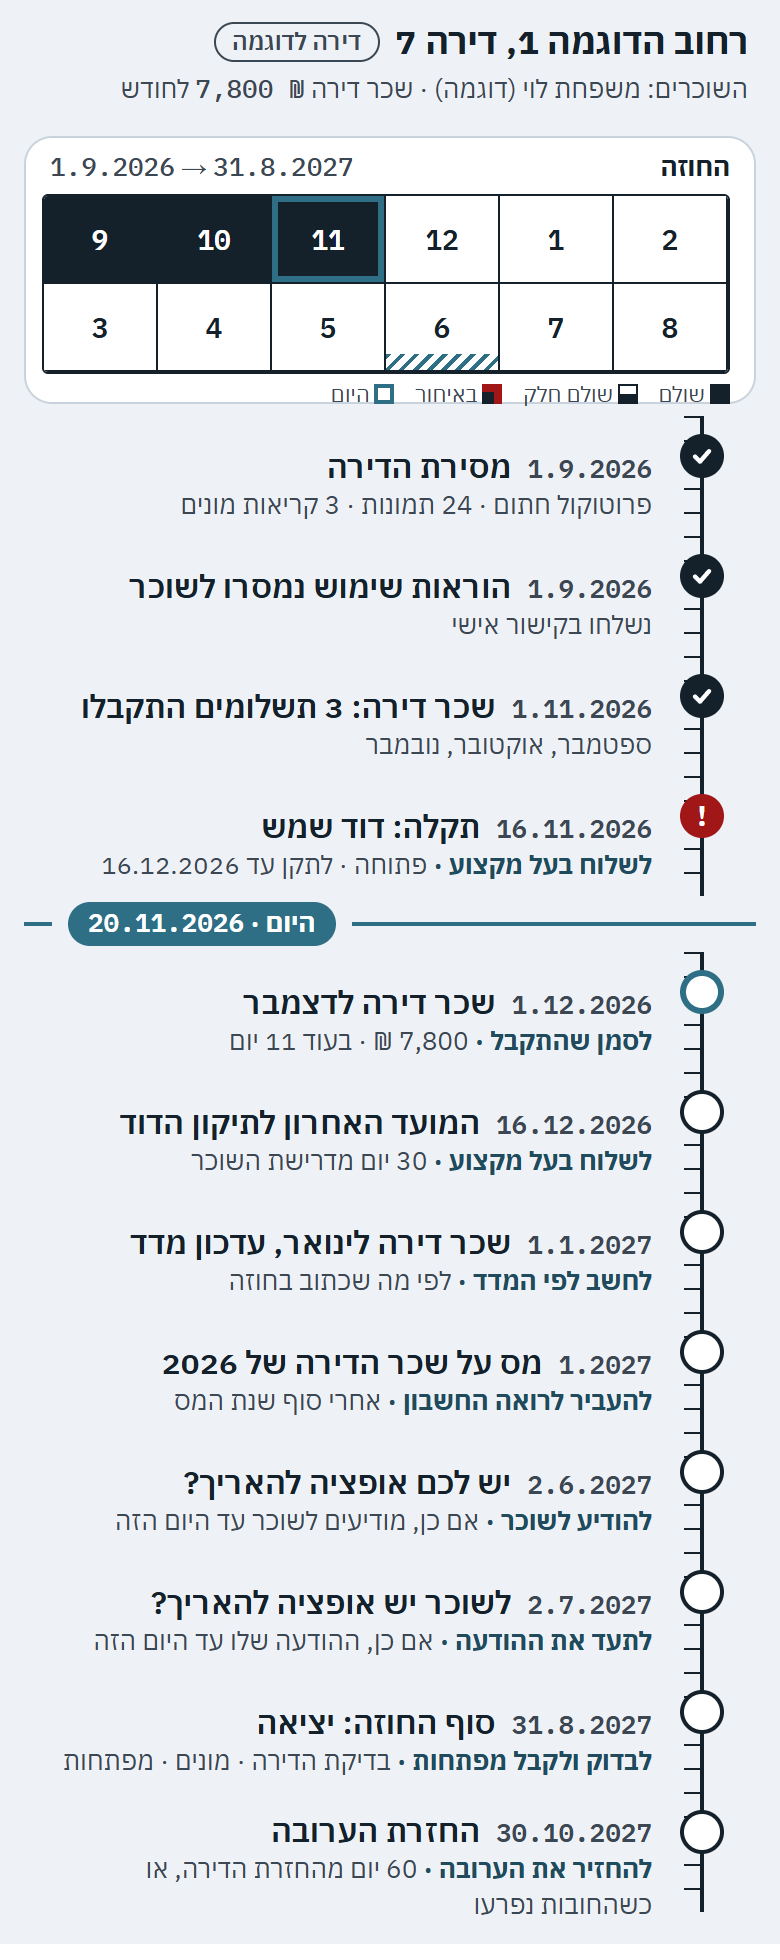 רחוב הדוגמה 1, דירה 7 דירה לדוגמה
השוכרים: משפחת לוי (דוגמה) · שכר דירה ₪ 7,800 לחודש
החוזה 1.9.2026 → 31.8.2027
9 10 11 12 1 2
3 4 5 6 7 8
שולם שולם חלק באיחור היום
1.9.2026 מסירת הדירה
פרוטוקול חתום · 24 תמונות · 3 קריאות מונים
1.9.2026 הוראות שימוש נמסרו לשוכר
נשלחו בקישור אישי
1.11.2026 שכר דירה: 3 תשלומים התקבלו
ספטמבר, אוקטובר, נובמבר
! 16.11.2026 תקלה: דוד שמש
לשלוח בעל מקצוע · פתוחה · לתקן עד 16.12.2026
היום · 20.11.2026
1.12.2026 שכר דירה לדצמבר
לסמן שהתקבל · 7,800 ₪ · בעוד 11 יום
16.12.2026 המועד האחרון לתיקון הדוד
לשלוח בעל מקצוע · 30 יום מדרישת השוכר
1.1.2027 שכר דירה לינואר, עדכון מדד
לחשב לפי המדד · לפי מה שכתוב בחוזה
1.2027 מס על שכר הדירה של 2026
להעביר לרואה החשבון · אחרי סוף שנת המס
2.6.2027 יש לכם אופציה להאריך?
להודיע לשוכר · אם כן, מודיעים לשוכר עד היום הזה
2.7.2027 לשוכר יש אופציה להאריך?
לתעד את ההודעה · אם כן, ההודעה שלו עד היום הזה
31.8.2027 סוף החוזה: יציאה
לבדוק ולקבל מפתחות · בדיקת הדירה · מונים · מפתחות
30.10.2027 החזרת הערובה
להחזיר את הערובה · 60 יום מהחזרת הדירה, או
כשהחובות נפרעו